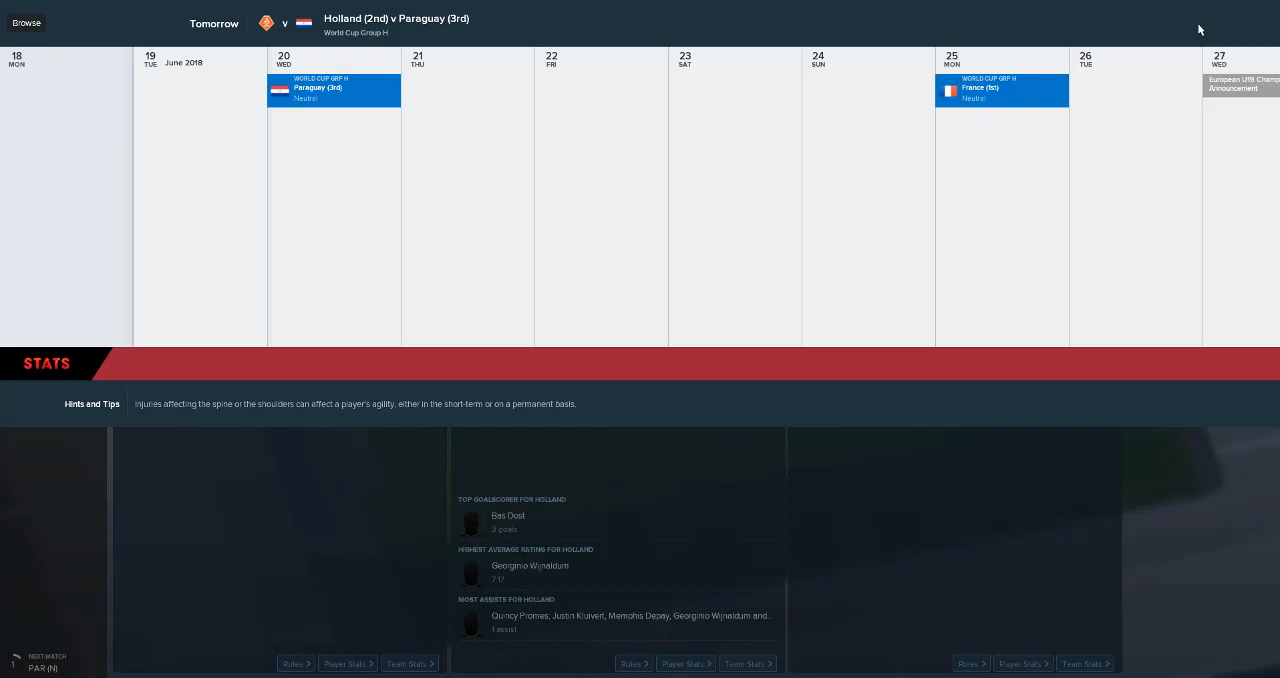 Browse
Tomorrow
v
Holland (2nd) v Paraguay (3rd)
World Cup Group H
18
MON
19
TUE June 2018
20
WED
21
THU
22
FRI
23
SAT
24
SUN
25
MON
26
TUE
27
WED
WORLD CUP GRP H
Paraguay (3rd)
Neutral
WORLD CUP GRP H
France (1st)
Neutral
European U19 Champ
Announcement
STATS
Hints and Tips
Injuries affecting the spine or the shoulders can affect a player's agility, either in the short-term or on a permanent basis.
TOP GOALSCORER FOR HOLLAND
Bas Dost
3 goals
HIGHEST AVERAGE RATING FOR HOLLAND
Georginio Wijnaldum
7.17
MOST ASSISTS FOR HOLLAND
Quincy Promes, Justin Kluivert, Memphis Depay, Georginio Wijnaldum and...
1 assist
1
NEXT MATCH
PAR (N)
Rules Player Stats Team Stats
Rules Player Stats Team Stats
Rules Player Stats Team Stats